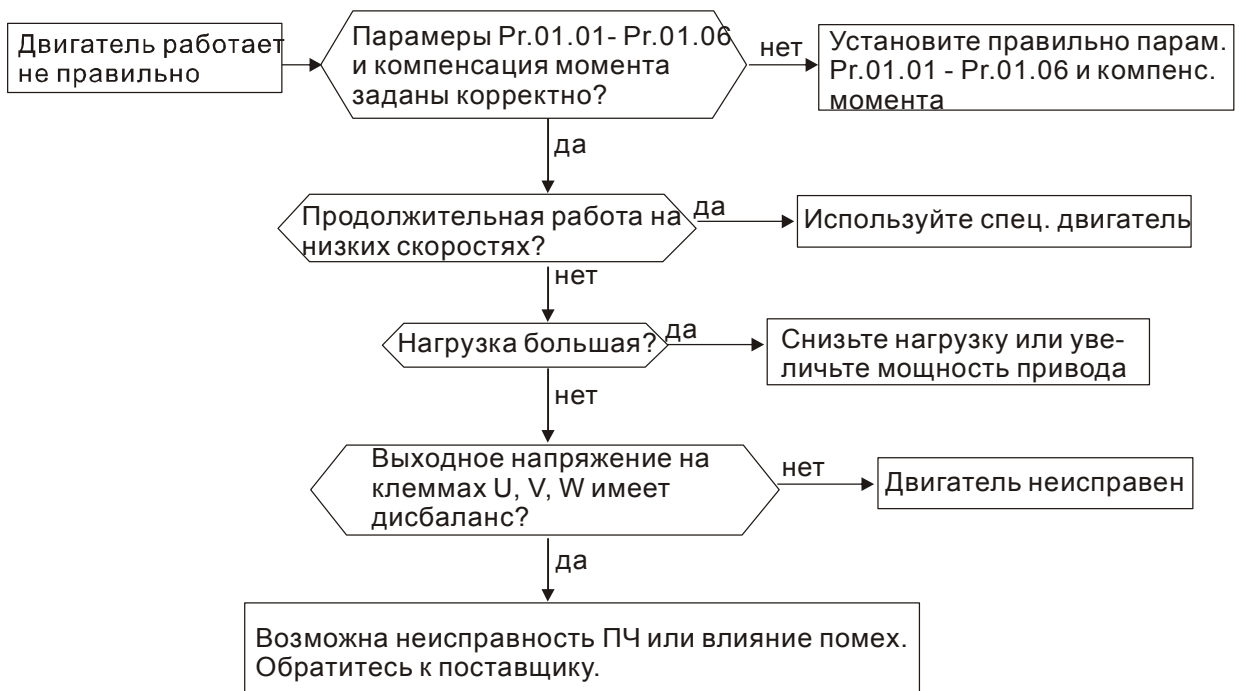 Двигатель работает
не правильно
Парамеры Pr.01.01- Pr.01.06
и компенсация момента
заданы корректно?
нет
Установите правильно парам.
Pr.01.01 - Pr.01.06 и компенс.
момента
да
Продолжительная работа на
низких скоростях?
да
Используйте спец. двигатель
нет
Нагрузка большая?
да
Снизьте нагрузку или уве-
личьте мощность привода
нет
Выходное напряжение на
клеммах U, V, W имеет
дисбаланс?
нет
Двигатель неисправен
да
Возможна неисправность ПЧ или влияние помех.
Обратитесь к поставщику.